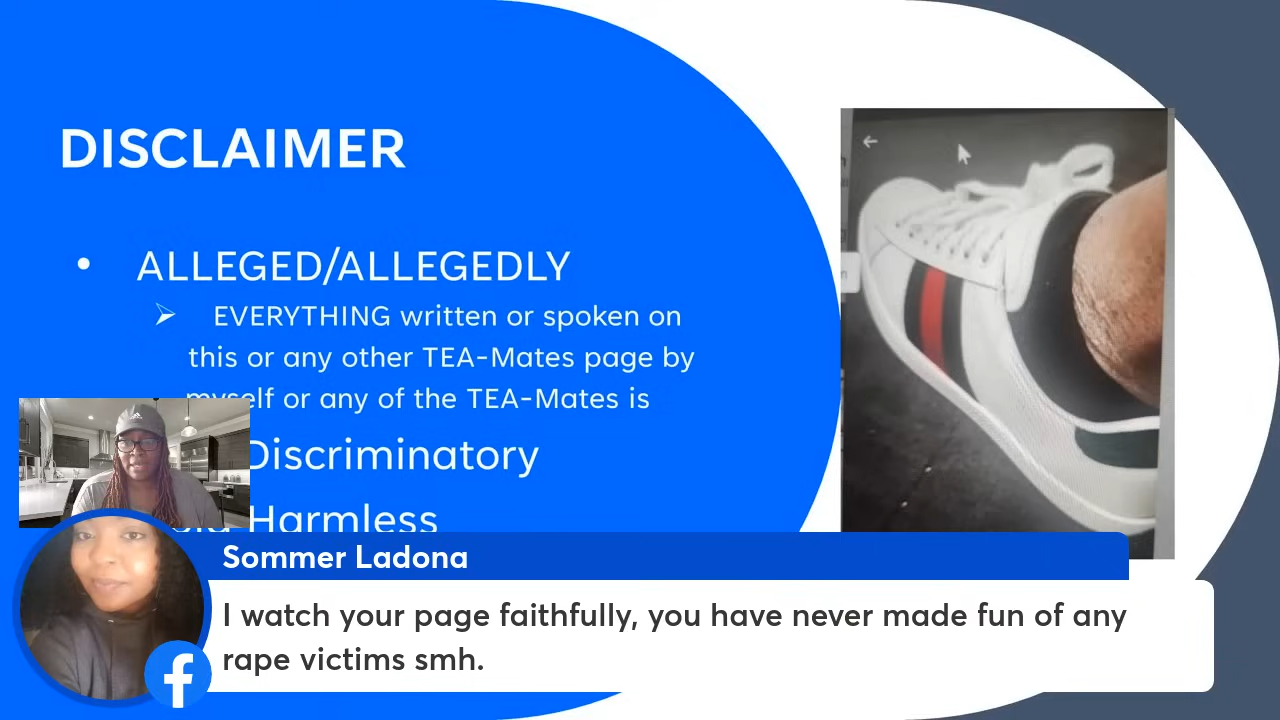 DISCLAIMER
• ALLEGED/ALLEGEDLY
EVERYTHING written or spoken on
this or any other TEA-Mates page by
myself or any of the TEA-Mates is
Discriminatory
Harmless
Sommer Ladona
I watch your page faithfully, you have never made fun of any
rape victims smh.